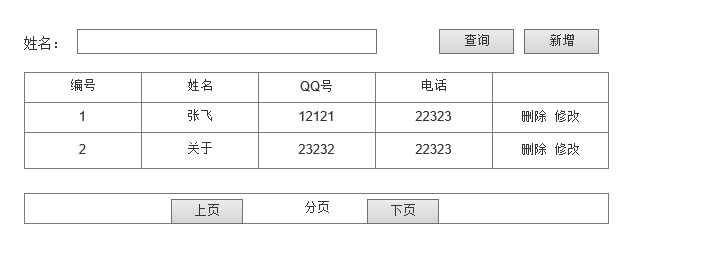 姓名： 查询 新增
编号 姓名 QQ号 电话
1 张飞 12121 22323 删除 修改
2 关于 23232 22323 删除 修改
上页 分页 下页